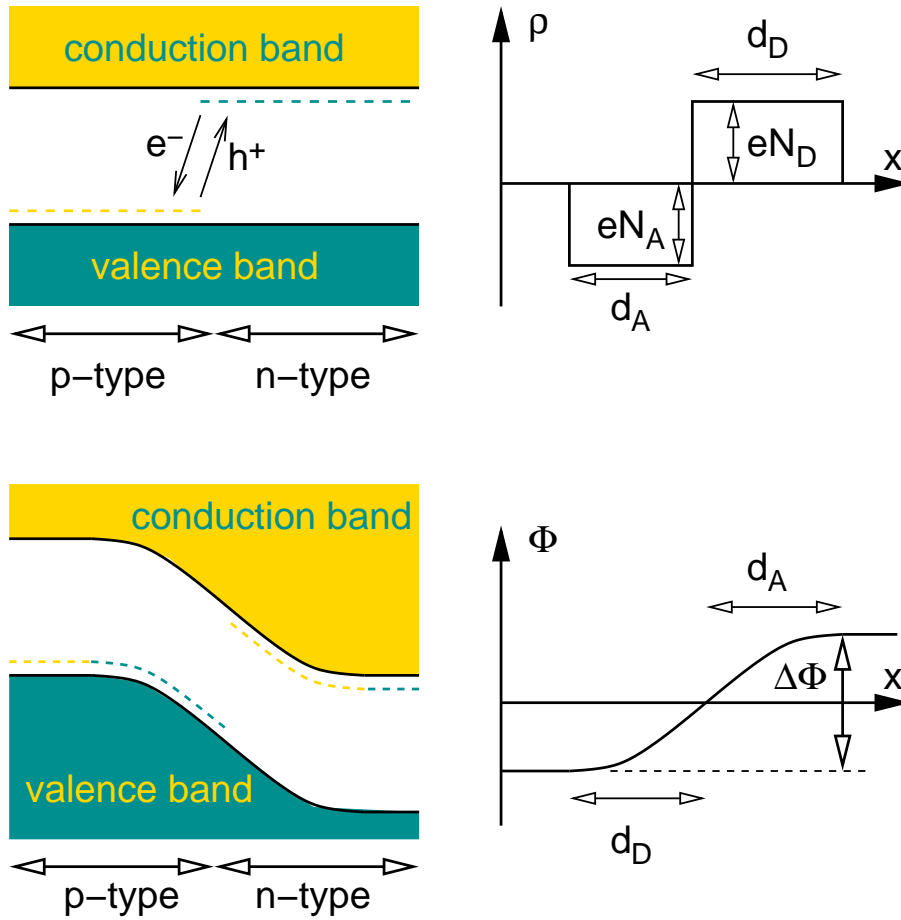 conduction band
e⁻
h⁺
valence band
p−type
n−type
ρ
d_D
eN_D
x
eN_A
d_A
conduction band
valence band
p−type
n−type
Φ
d_A
ΔΦ
x
d_D